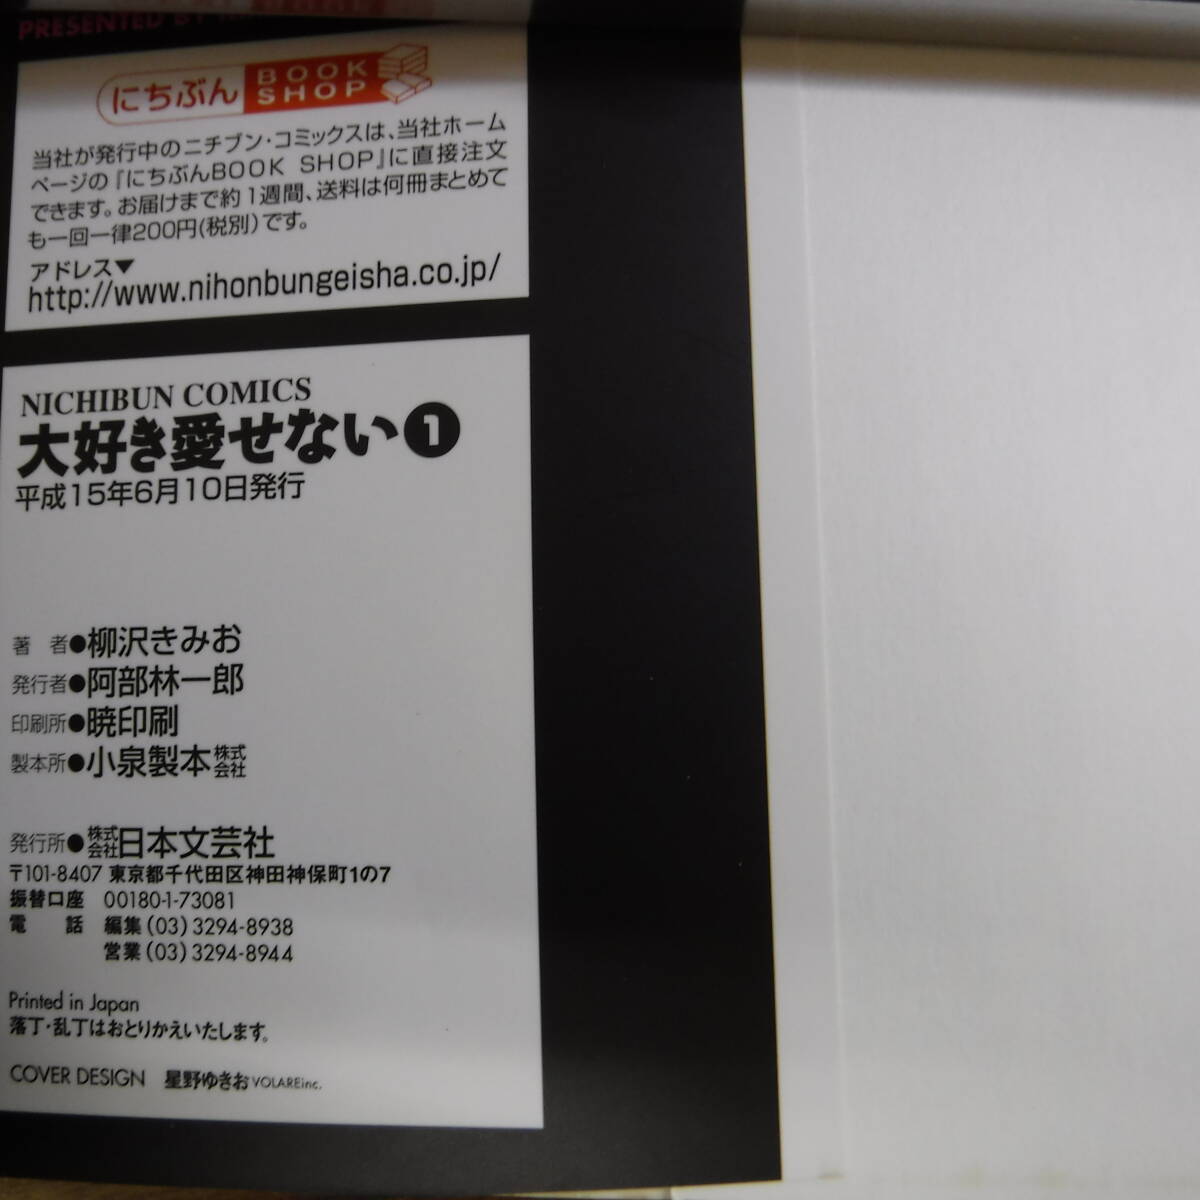 PRESENTED BY
にちぶん BOOK SHOP
当社が発行中のニチブン・コミックスは、当社ホーム
ページの『にちぶんBOOK SHOP』に直接注文
できます。お届けまで約1週間、送料は何冊まとめて
も一回一律200円(税別)です。
アドレス▼
http://www.nihonbungeisha.co.jp/
NICHIBUN COMICS
大好き愛せない❶
平成15年6月10日発行
著 者●柳沢きみお
発行者●阿部林一郎
印刷所●暁印刷
製本所●小泉製本株式会社
発行所●株式会社日本文芸社
〒101-8407 東京都千代田区神田神保町1の7
振替口座 00180-1-73081
電 話 編集(03)3294-8938
営業(03)3294-8944
Printed in Japan
落丁・乱丁はおとりかえいたします。
COVER DESIGN 星野ゆきお VOLAREinc.